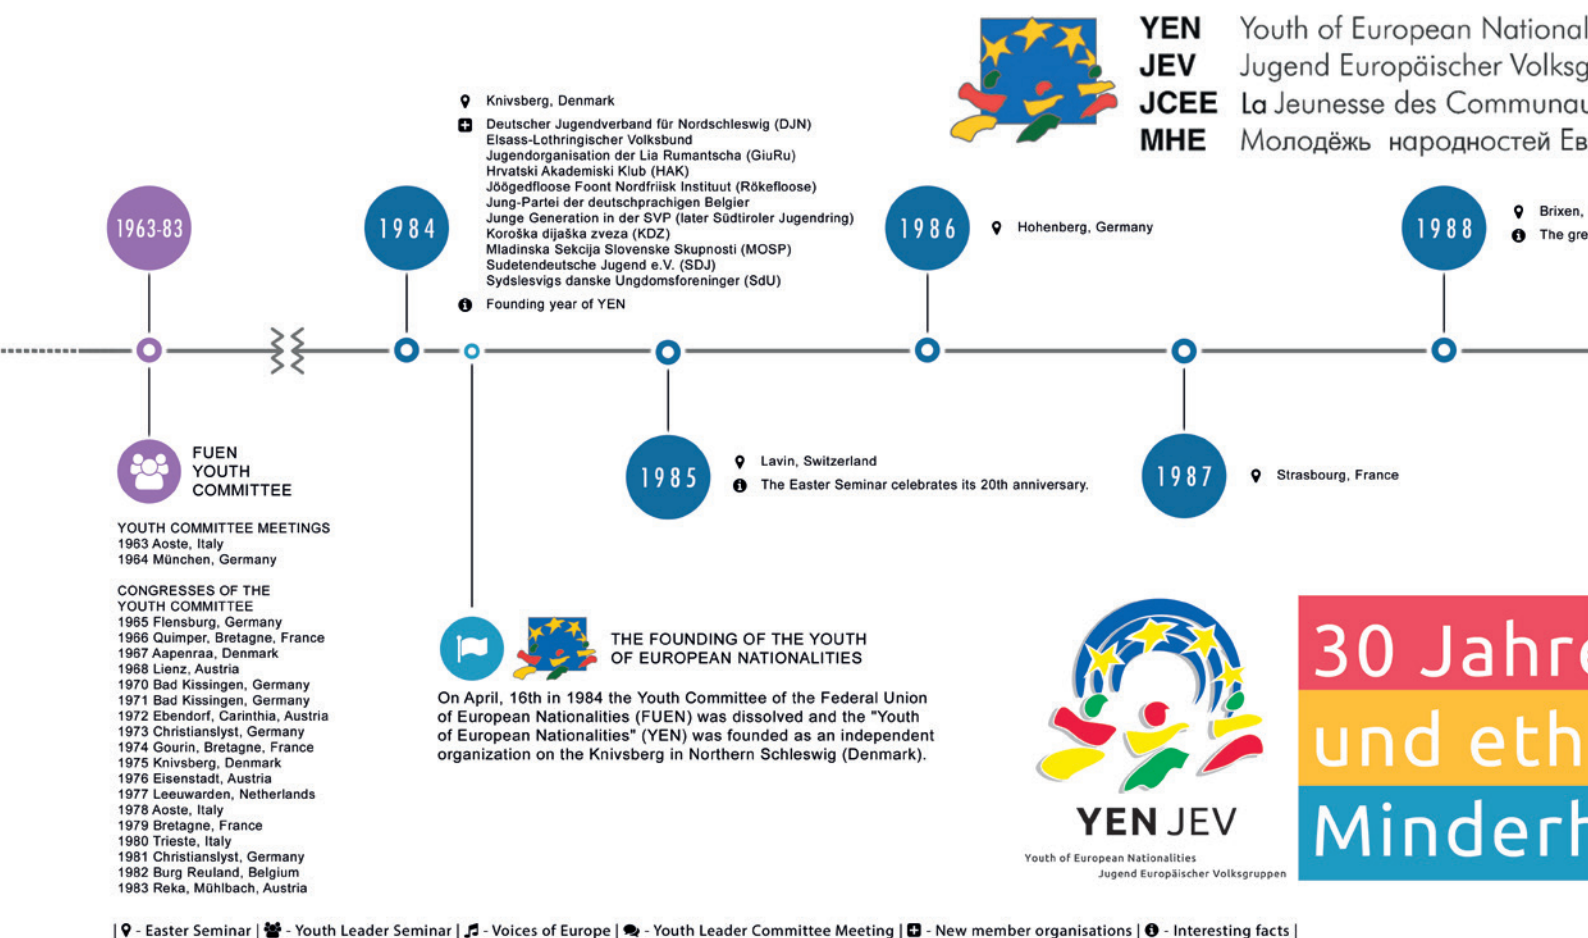 YEN Youth of European National
JEV Jugend Europäischer Volksg
JCEE La Jeunesse des Communau
MHE Молодёжь народностей Ев
1963-83
1984
Knivsberg, Denmark
Deutscher Jugendverband für Nordschleswig (DJN)
Elsass-Lothringischer Volksbund
Jugendorganisation der Lia Rumantscha (GiuRu)
Hrvatski Akademiski Klub (HAK)
Jöögedfloose Foont Nordfriisk Instituut (Rökefloose)
Jung-Partei der deutschprachigen Belgier
Junge Generation in der SVP (later Südtiroler Jugendring)
Koroška dijaška zveza (KDZ)
Mladinska Sekcija Slovenske Skupnosti (MOSP)
Sudetendeutsche Jugend e.V. (SDJ)
Sydslesvigs danske Ungdomsforeninger (SdU)
Founding year of YEN
1986
Hohenberg, Germany
1988
Brixen,
The gre
FUEN
YOUTH
COMMITTEE
YOUTH COMMITTEE MEETINGS
1963 Aoste, Italy
1964 München, Germany
CONGRESSES OF THE
YOUTH COMMITTEE
1965 Flensburg, Germany
1966 Quimper, Bretagne, France
1967 Aapenraa, Denmark
1968 Lienz, Austria
1970 Bad Kissingen, Germany
1971 Bad Kissingen, Germany
1972 Ebendorf, Carinthia, Austria
1973 Christianslyst, Germany
1974 Gourin, Bretagne, France
1975 Knivsberg, Denmark
1976 Eisenstadt, Austria
1977 Leeuwarden, Netherlands
1978 Aoste, Italy
1979 Bretagne, France
1980 Trieste, Italy
1981 Christianslyst, Germany
1982 Burg Reuland, Belgium
1983 Reka, Mühlbach, Austria
1985
Lavin, Switzerland
The Easter Seminar celebrates its 20th anniversary.
1987
Strasbourg, France
THE FOUNDING OF THE YOUTH
OF EUROPEAN NATIONALITIES
On April, 16th in 1984 the Youth Committee of the Federal Union
of European Nationalities (FUEN) was dissolved and the "Youth
of European Nationalities" (YEN) was founded as an independent
organization on the Knivsberg in Northern Schleswig (Denmark).
YEN JEV
Youth of European Nationalities
Jugend Europäischer Volksgruppen
30 Jahre
und eth
Minderh
| - Easter Seminar | - Youth Leader Seminar | - Voices of Europe | - Youth Leader Committee Meeting | - New member organisations | - Interesting facts |